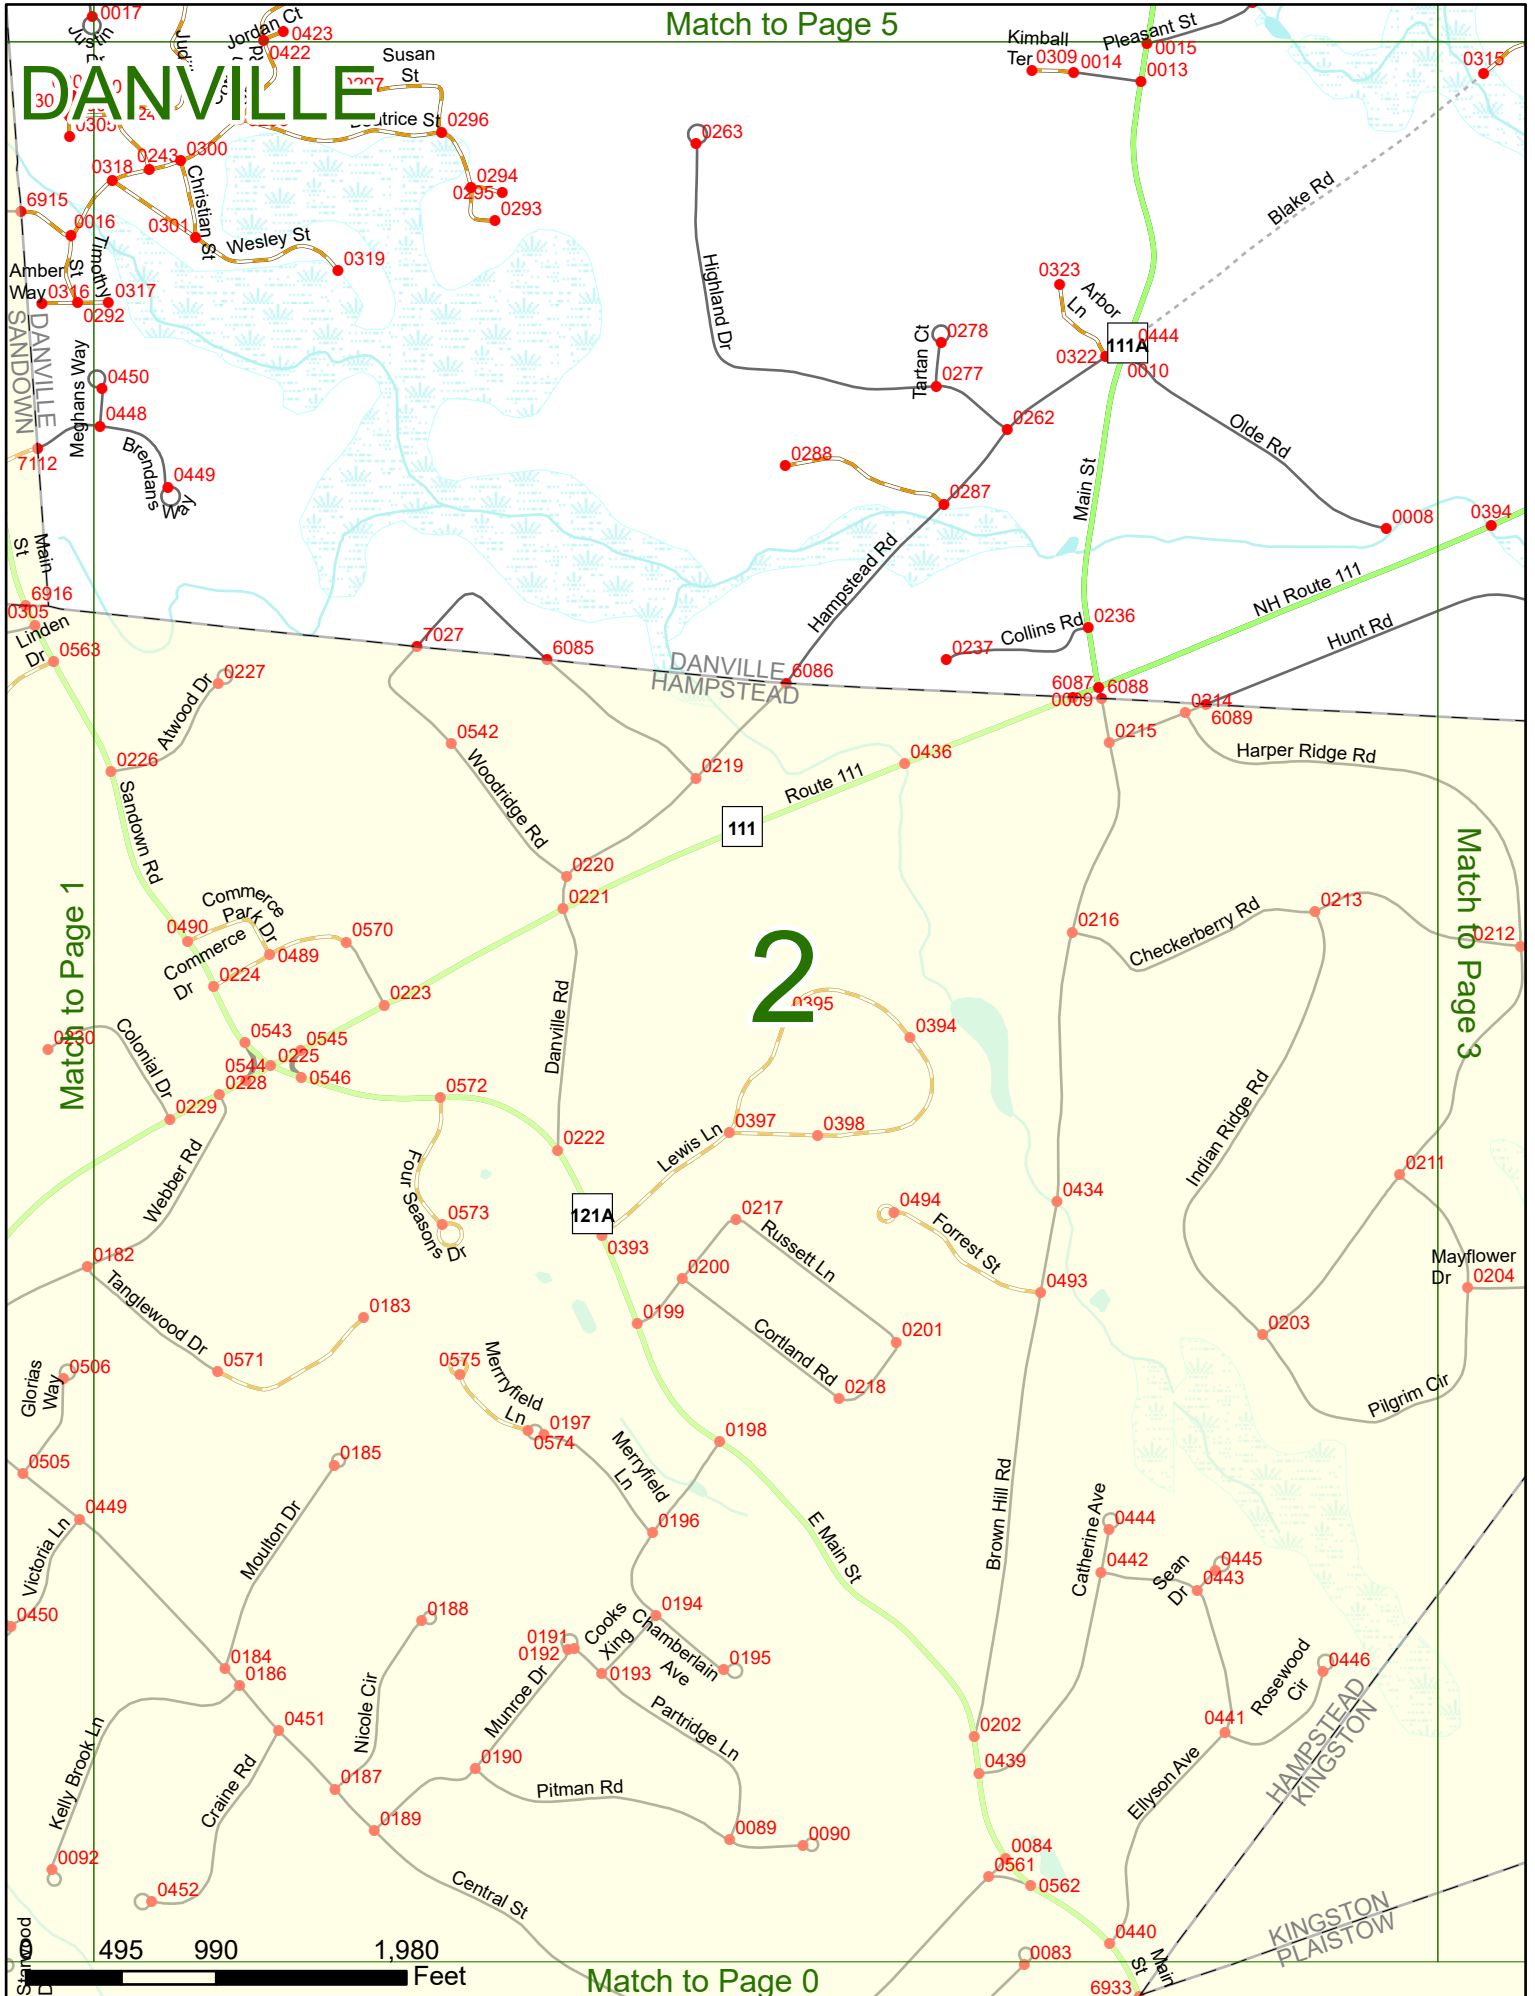 Match to Page 5
DANVILLE
0017
Justin
Jordan Ct
0423
0422
Susan
St
Beatrice St
0296
0263
Kimball
Ter
0309
0014
Pleasant St
0015
0013
0315
0305
0318
0243
0300
Christian St
0294
0295
0293
6915
0016
0301
Wesley St
0319
Timothy
St
Amber
Way
0316
0317
0292
SANDOWN
DANVILLE
Highland Dr
Blake Rd
0323
Arbor
Ln
0444
111A
0322
0010
Tartan Ct
0278
0277
0262
Olde Rd
Meghans Way
0450
0448
7112
Brendans
Way
0449
0288
0287
Main St
0008
0394
Hampstead Rd
NH Route 111
Main
St
6916
0305
Linden
Dr
0563
0227
Atwood Dr
0226
7027
6085
DANVILLE
HAMPSTEAD
6086
0237
Collins Rd
0236
Hunt Rd
6087
6088
0009
0214
6089
0215
Harper Ridge Rd
0542
Woodridge Rd
0219
0436
Route 111
111
Sandown Rd
0220
0221
Match to Page 1
Match to Page 3
Commerce
Park Dr
0490
0570
Commerce
Dr
0489
0224
0223
2
0216
Checkerberry Rd
0213
0212
0395
0394
Danville Rd
0230
Colonial Dr
0543
0545
0225
0544
0228
0546
0229
0572
0397
0398
Lewis Ln
0222
Indian Ridge Rd
0211
Webber Rd
Four Seasons Dr
0573
121A
0393
0217
Russett Ln
0494
Forrest St
0434
0493
Mayflower
Dr
0204
0182
Tanglewood Dr
0183
0571
0200
0199
Cortland Rd
0201
0218
0203
Pilgrim Cir
Glorias
Way
0506
0575
Merrryfield
Ln
0197
0574
0198
0505
0185
Merryfield
Ln
0449
Moulton Dr
0196
E Main St
Brown Hill Rd
Catherine Ave
0444
0442
Sean
Dr
0445
0443
Victoria Ln
0450
0188
0194
Cooks
Xing
Chamberlain
Ave
0195
0191
0192
0193
0184
0186
Munroe Dr
Rosewood
Cir
0446
HAMPSTEAD
KINGSTON
0451
Nicole Cir
Partridge Ln
0202
0441
0439
Kelly Brook Ln
Craine Rd
0187
0190
Pitman Rd
Ellyson Ave
0189
0089
0090
0084
0561
0562
0092
0452
Central St
0440
KINGSTON
PLAISTOW
Main
St
0083
6933
0
495
990
1,980
Feet
Match to Page 0